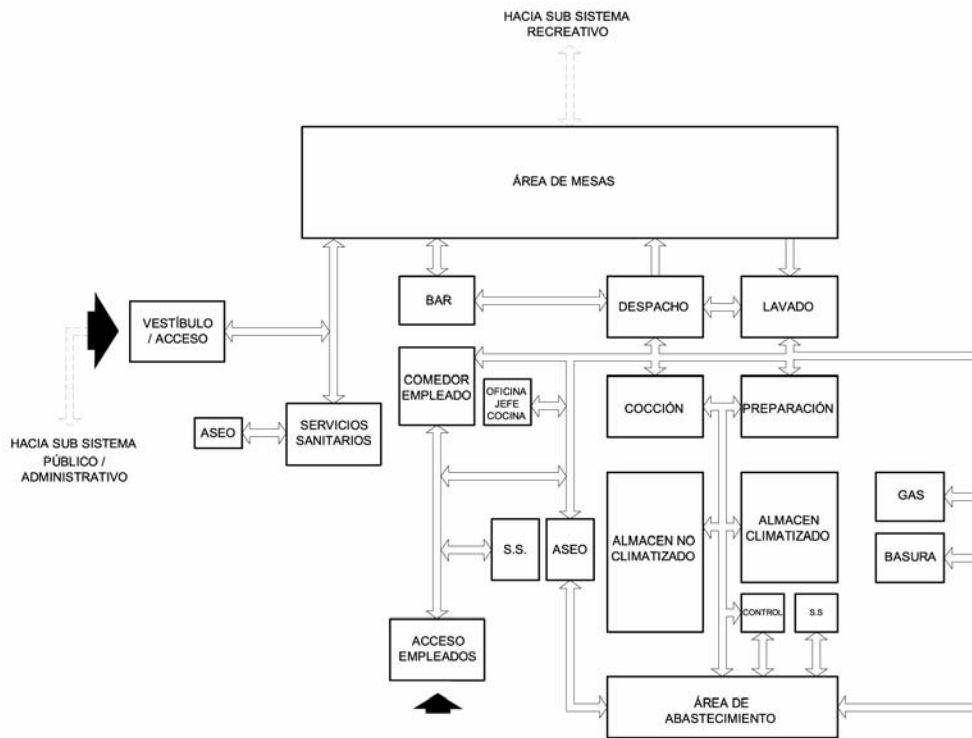 HACIA SUB SISTEMA
RECREATIVO
ÁREA DE MESAS
BAR
DESPACHO
LAVADO
VESTÍBULO
/ ACCESO
COMEDOR
EMPLEADO
OFICINA
JEFE
COCINA
COCCIÓN
PREPARACIÓN
ASEO
SERVICIOS
SANITARIOS
HACIA SUB SISTEMA
PÚBLICO /
ADMINISTRATIVO
GAS
ALMACEN NO
CLIMATIZADO
ALMACEN
CLIMATIZADO
S.S.
ASEO
BASURA
CONTROL
S.S
ACCESO
EMPLEADOS
ÁREA DE
ABASTECIMIENTO